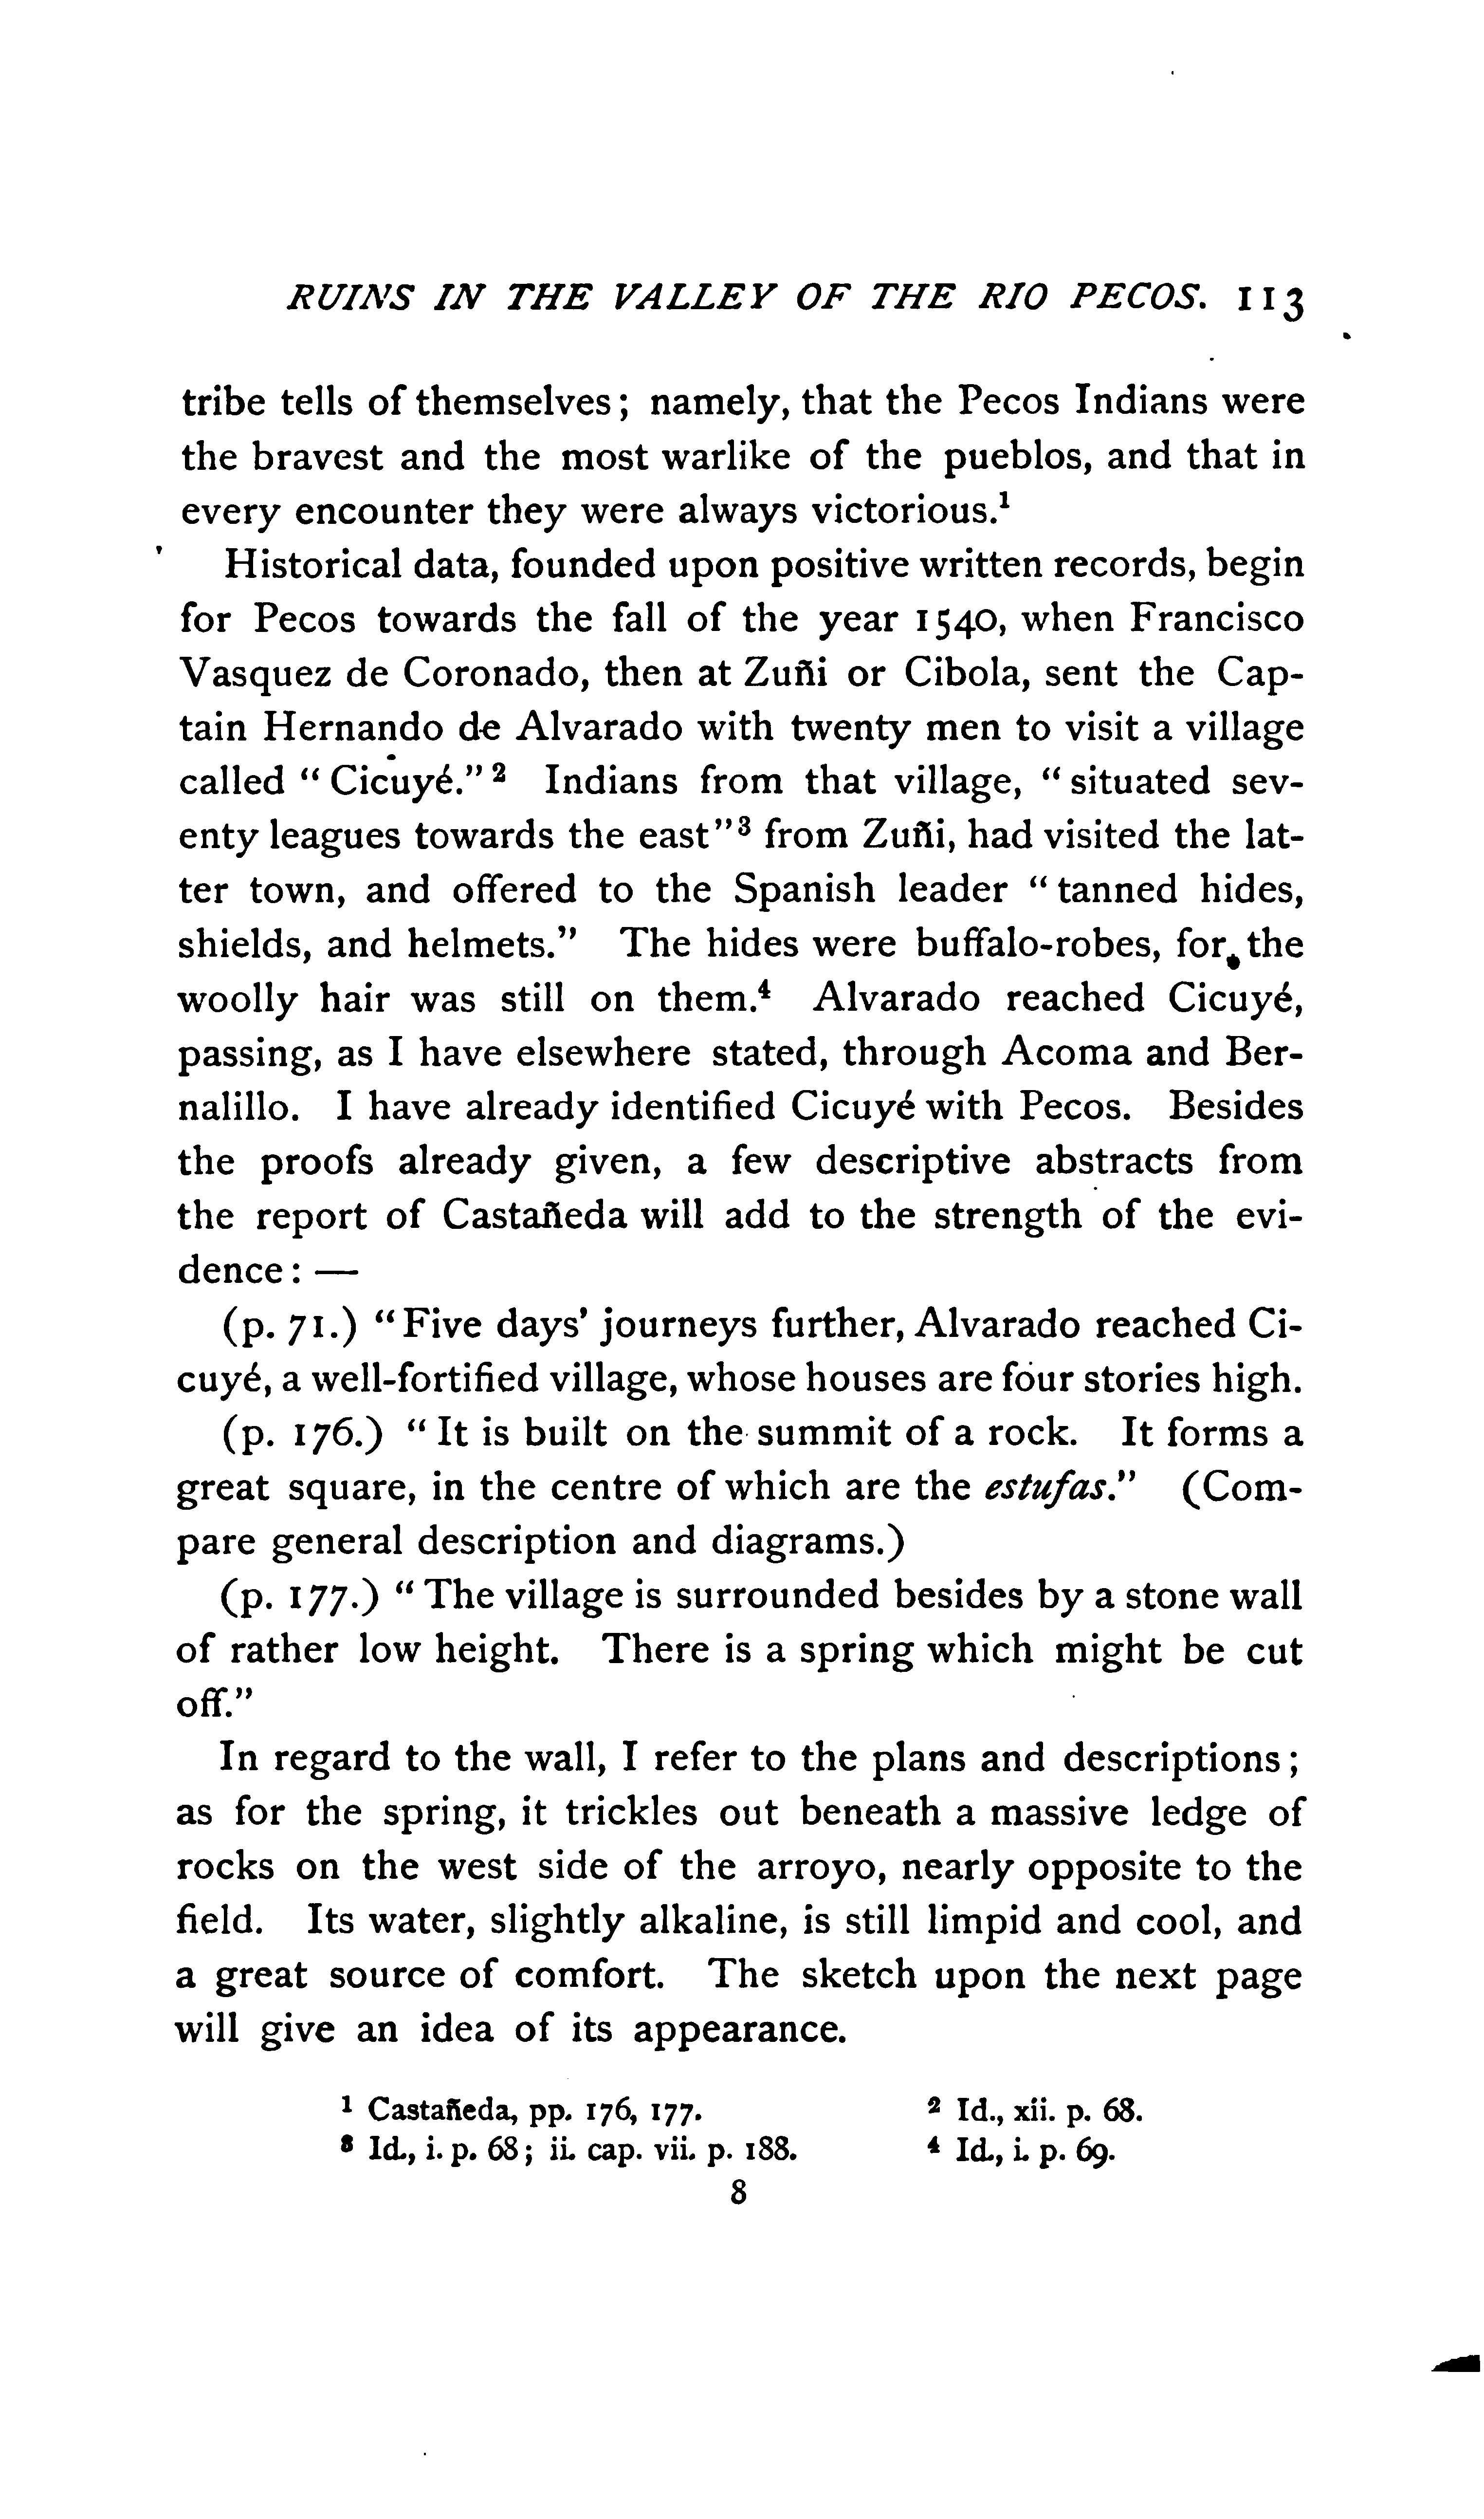 RUINS IN THE VALLEY OF THE RIO PECOS. 113
tribe tells of themselves; namely, that the Pecos Indians were
the bravest and the most warlike of the pueblos, and that in
every encounter they were always victorious.¹
Historical data, founded upon positive written records, begin
for Pecos towards the fall of the year 1540, when Francisco
Vasquez de Coronado, then at Zuñi or Cibola, sent the Cap-
tain Hernando de Alvarado with twenty men to visit a village
called "Cicuyé."² Indians from that village, "situated sev-
enty leagues towards the east"³ from Zuñi, had visited the lat-
ter town, and offered to the Spanish leader "tanned hides,
shields, and helmets." The hides were buffalo-robes, for the
woolly hair was still on them.⁴ Alvarado reached Cicuyé,
passing, as I have elsewhere stated, through Acoma and Ber-
nalillo. I have already identified Cicuyé with Pecos. Besides
the proofs already given, a few descriptive abstracts from
the report of Castañeda will add to the strength of the evi-
dence: —
(p. 71.) "Five days' journeys further, Alvarado reached Ci-
cuyé, a well-fortified village, whose houses are four stories high.
(p. 176.) "It is built on the summit of a rock. It forms a
great square, in the centre of which are the estufas." (Com-
pare general description and diagrams.)
(p. 177.) "The village is surrounded besides by a stone wall
of rather low height. There is a spring which might be cut
off."
In regard to the wall, I refer to the plans and descriptions;
as for the spring, it trickles out beneath a massive ledge of
rocks on the west side of the arroyo, nearly opposite to the
field. Its water, slightly alkaline, is still limpid and cool, and
a great source of comfort. The sketch upon the next page
will give an idea of its appearance.
¹ Castañeda, pp. 176, 177. ² Id., xii. p. 68.
³ Id., i. p. 68; ii. cap. vii. p. 188. ⁴ Id., i. p. 69.
8